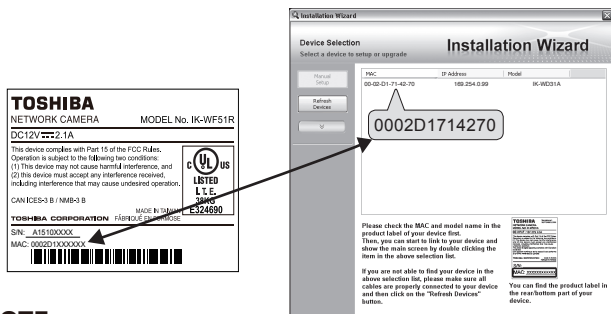 TOSHIBA
NETWORK CAMERA MODEL No. IK-WF51R
DC12V 2.1A
This device complies with Part 15 of the FCC Rules.
Operation is subject to the following two conditions:
(1) This device may not cause harmful interference, and
(2) this device must accept any interference received,
including interference that may cause undesired operation.
CAN ICES-3 B / NMB-3 B
MADE IN TAIWAN
TOSHIBA CORPORATION FABRIQUÉ EN FORMOSE
C UL US
LISTED
I.T.E.
38KG
E324690
S/N: A1510XXXX
MAC: 0002D1XXXXXX
Installation Wizard
Device Selection
Select a device to setup or upgrade
Installation Wizard
Manual
Setup
Refresh
Devices
MAC IP Address Model
00-02-D1-71-42-70 169.254.0.99 IK-WD31A
0002D1714270
Please check the MAC and model name in the
product label of your
device first.
Then, you can start to link to your device and
show the main screen by double clicking the
item in the above
selection list.
If you are not able to find your device in the
above selection list, please make sure all
cables are properly connected to your device
and then click on the "Refresh Devices"
button.
TOSHIBA
S/N:
MAC: XXXXXXXXXXXX
You can find the product label in
the rear/bottom part of your
device.